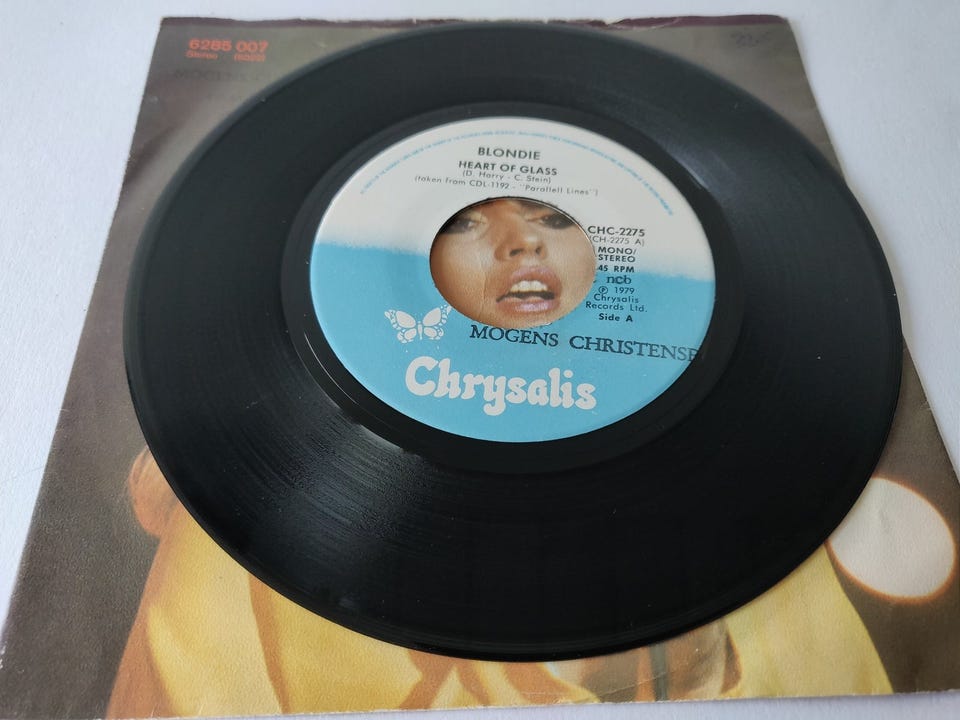 6285 007
Stereo
BLONDIE
HEART OF GLASS
(D. Harry - C. Stein)
(taken from CDL-1192 - "Parallell Lines")
CHC-2275
(CH-2275 A)
MONO/
STEREO
45 RPM
ncb
℗ 1979
Chrysalis
Records Ltd.
Side A
MOGENS CHRISTENSE
Chrysalis